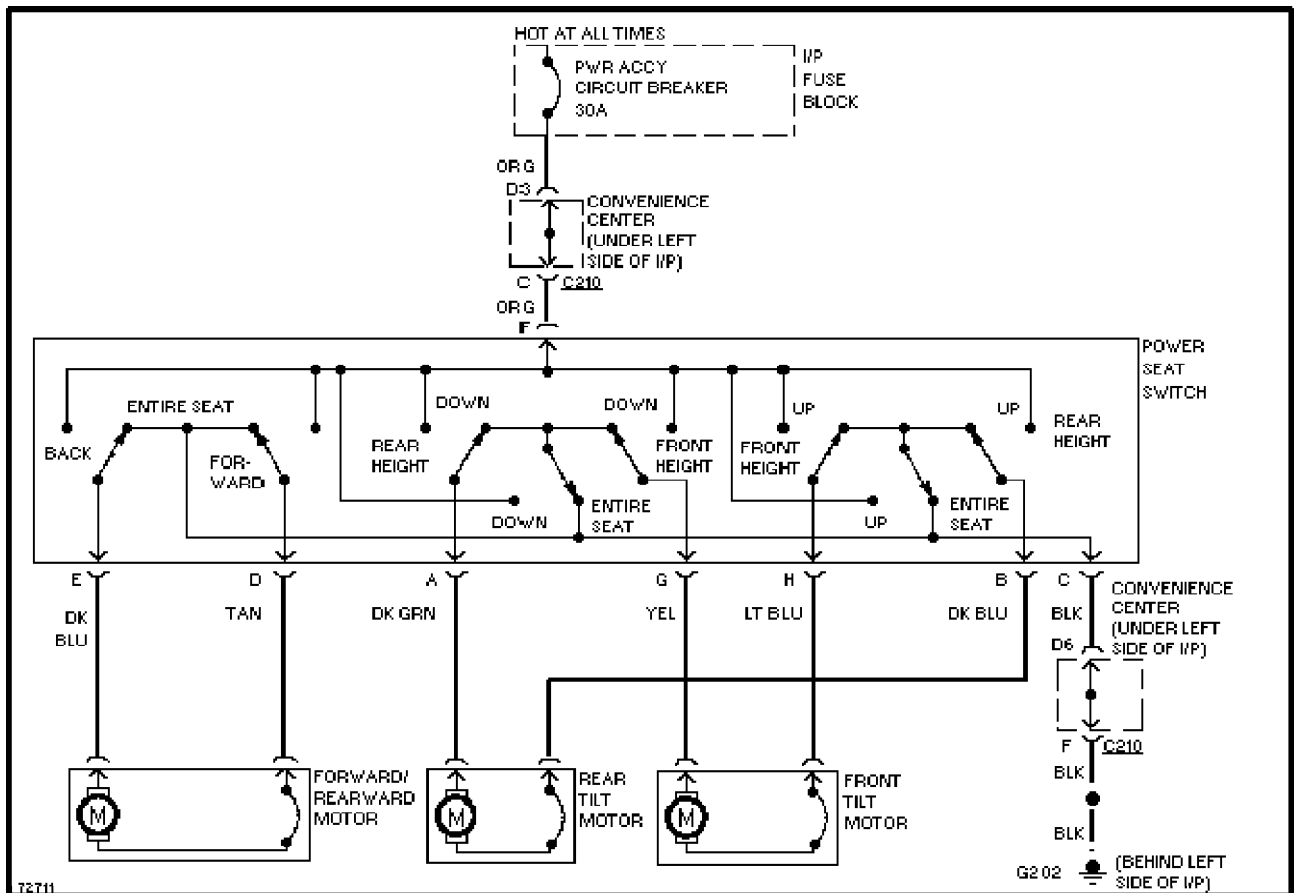 HOT AT ALL TIMES
PWR ACCY
CIRCUIT BREAKER
30A
I/P
FUSE
BLOCK
ORG
D3
CONVENIENCE
CENTER
(UNDER LEFT
SIDE OF I/P)
C C210
ORG
F
POWER
SEAT
SWITCH
ENTIRE SEAT
BACK
FOR-
WARD
DOWN
REAR
HEIGHT
DOWN
FRONT
HEIGHT
DOWN
ENTIRE
SEAT
UP
FRONT
HEIGHT
UP
REAR
HEIGHT
UP
ENTIRE
SEAT
E D A G H B C
DK
BLU
TAN
DK GRN
YEL
LT BLU
DK BLU
BLK
CONVENIENCE
CENTER
(UNDER LEFT
SIDE OF I/P)
D6
F C210
BLK
BLK
G202
(BEHIND LEFT
SIDE OF I/P)
M
FORWARD/
REARWARD
MOTOR
M
REAR
TILT
MOTOR
M
FRONT
TILT
MOTOR
72711